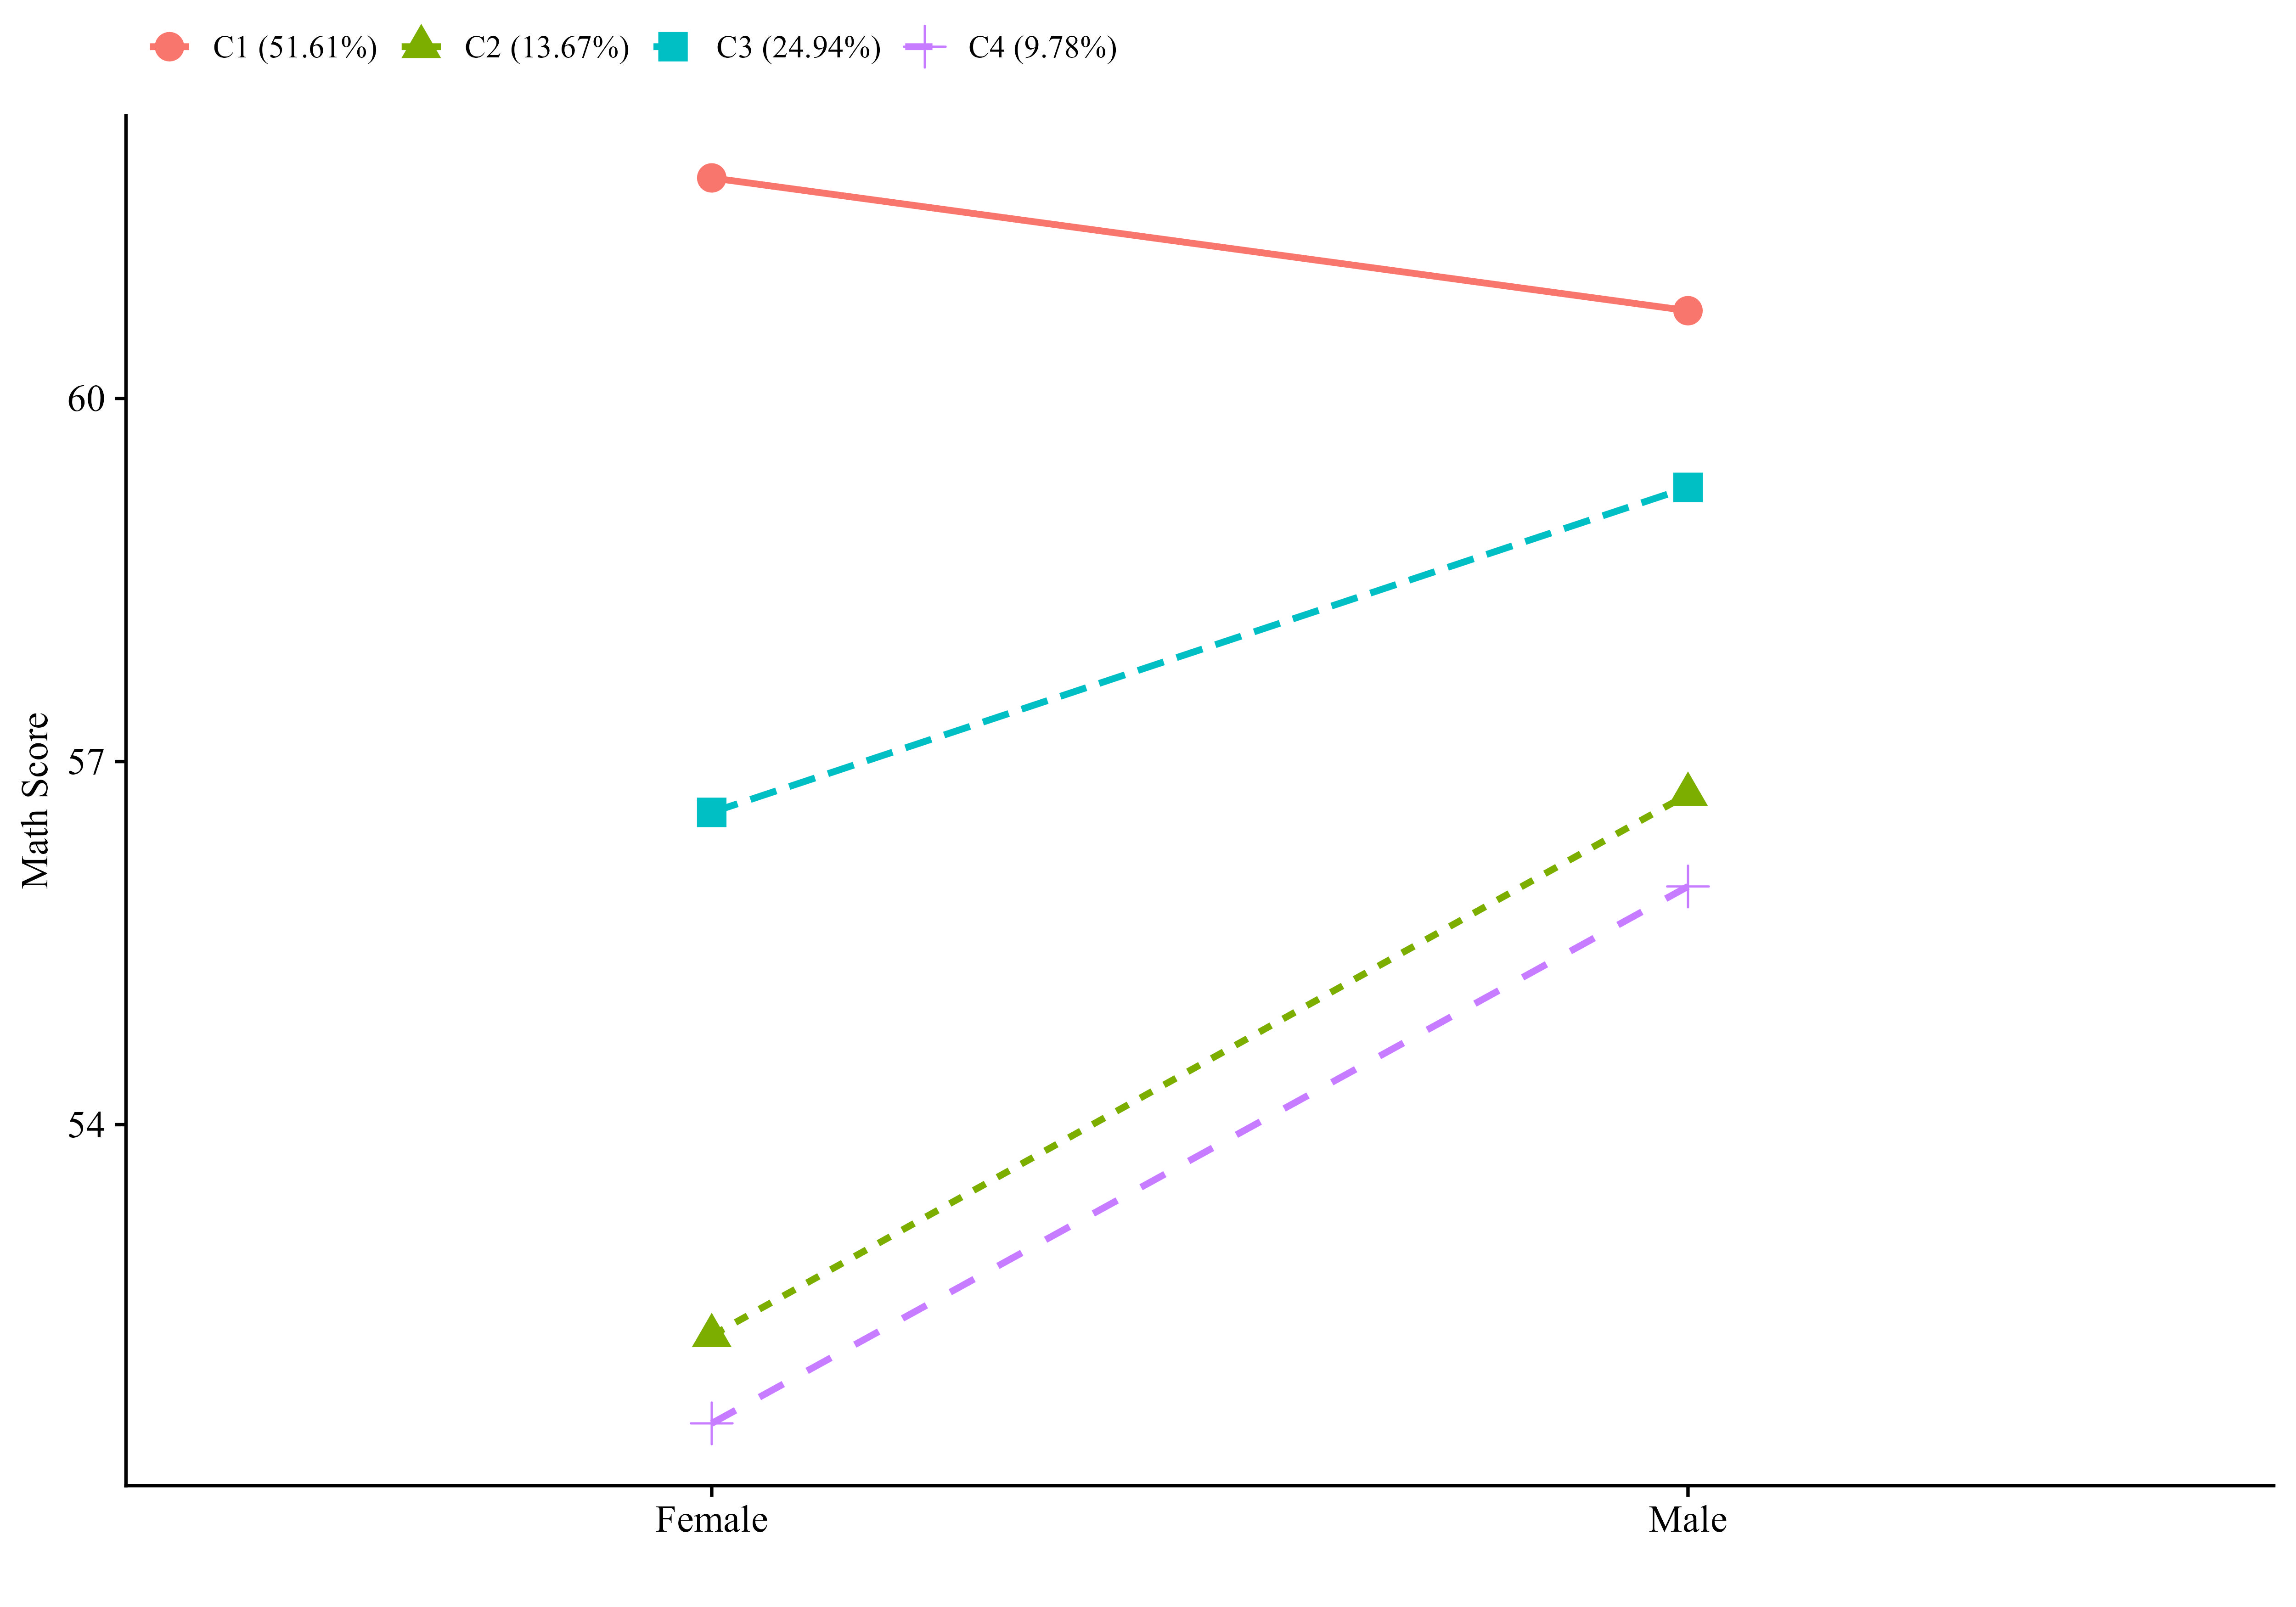 C1 (51.61%) C2 (13.67%) C3 (24.94%) C4 (9.78%)
Math Score
60
57
54
Female Male